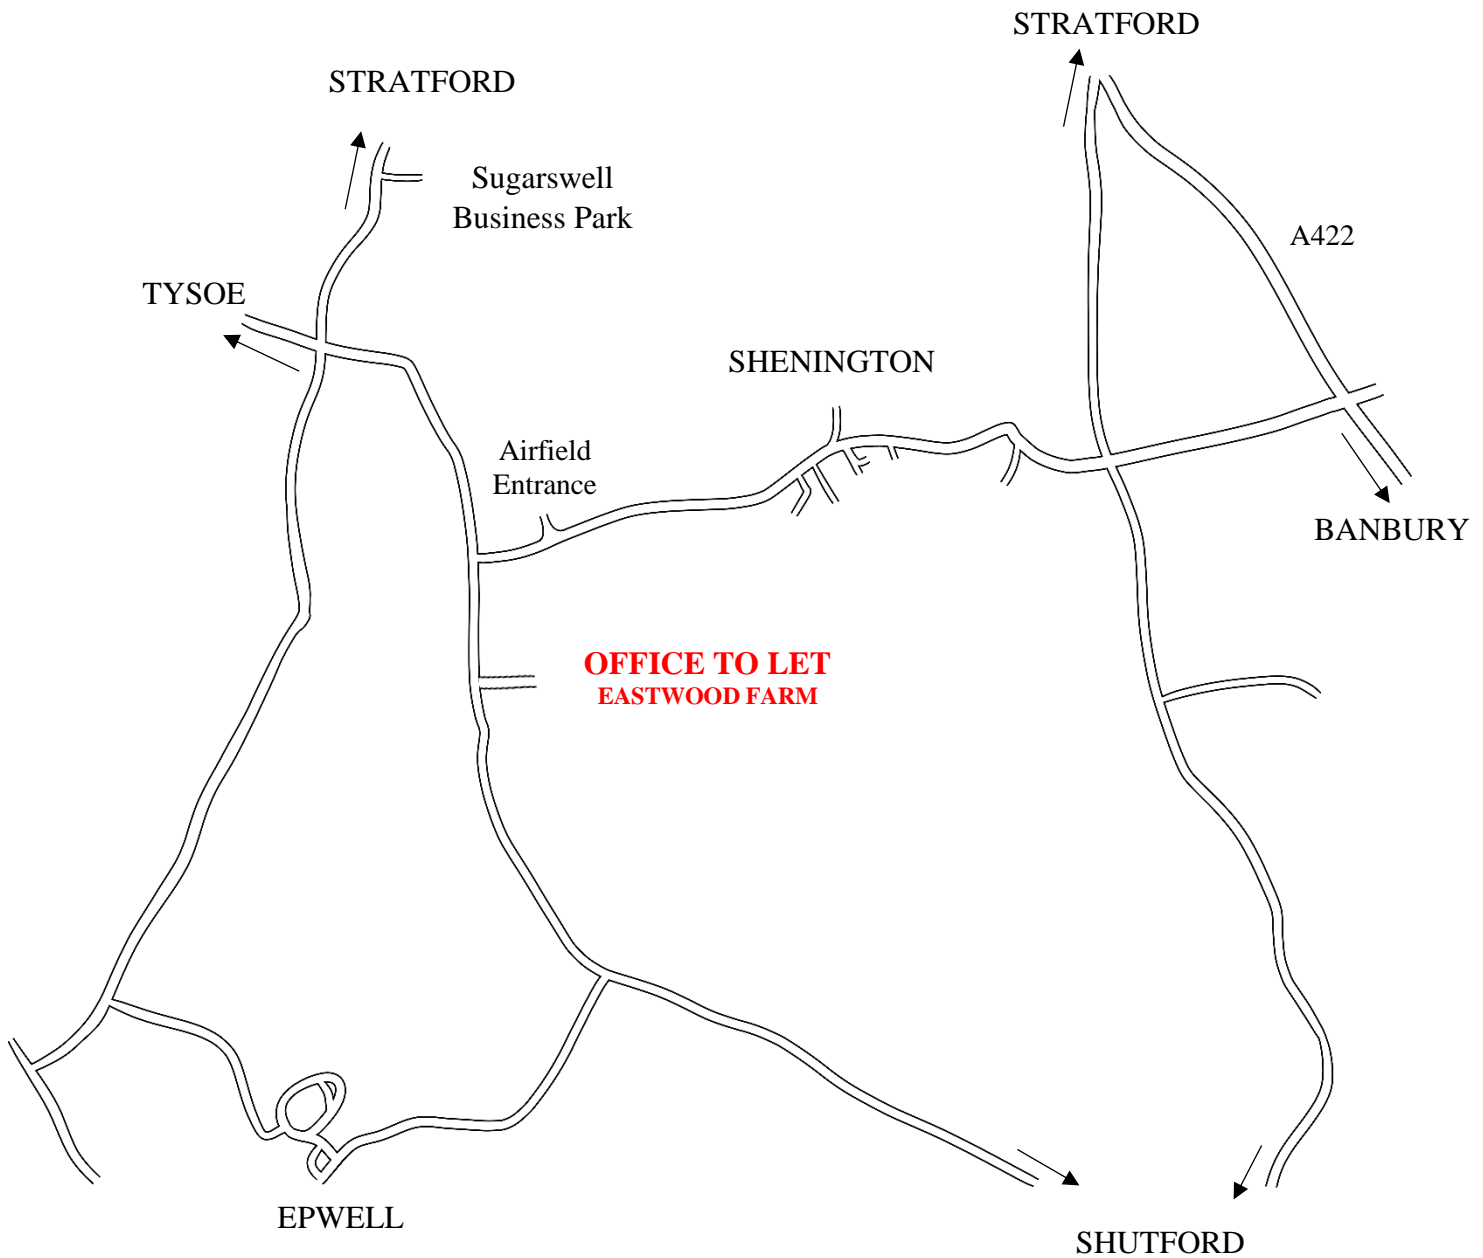 STRATFORD
STRATFORD
Sugarswell
Business Park
A422
TYSOE
SHENINGTON
Airfield
Entrance
BANBURY
OFFICE TO LET
EASTWOOD FARM
EPWELL
SHUTFORD